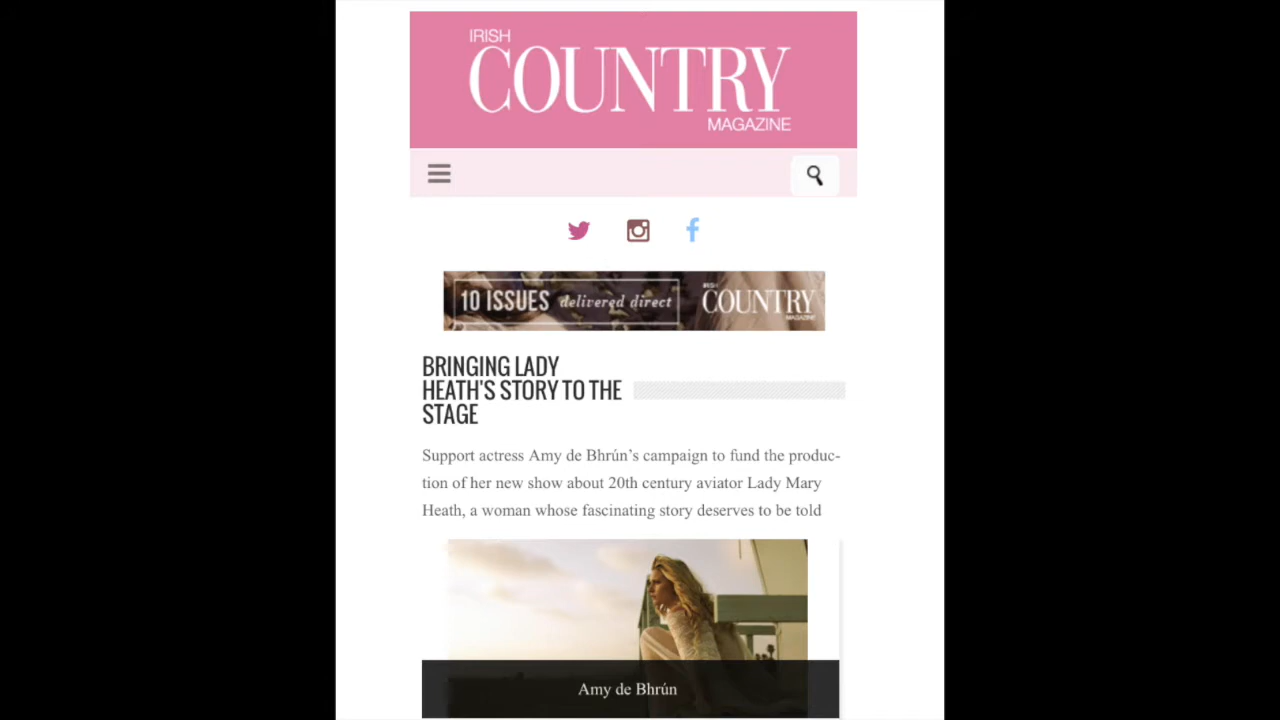 IRISH
COUNTRY
MAGAZINE
10 ISSUES delivered direct
IRISH
COUNTRY
MAGAZINE
BRINGING LADY
HEATH'S STORY TO THE
STAGE
Support actress Amy de Bhrún’s campaign to fund the produc-
tion of her new show about 20th century aviator Lady Mary
Heath, a woman whose fascinating story deserves to be told
Amy de Bhrún